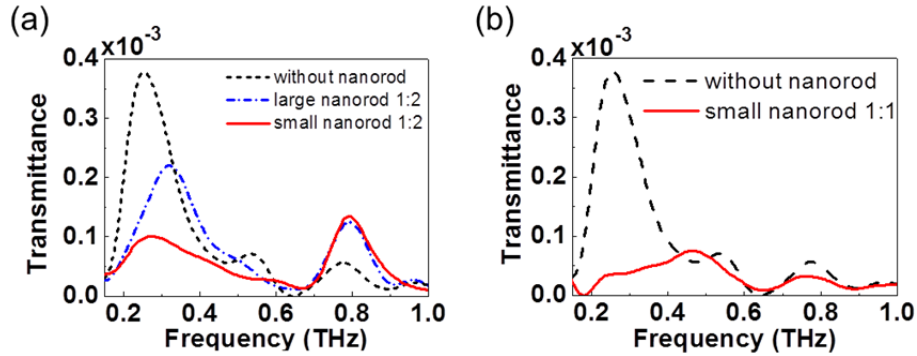 (a)
×10⁻³
0.4
0.3
0.2
0.1
0.0
Transmittance
without nanorod
large nanorod 1:2
small nanorod 1:2
0.2 0.4 0.6 0.8 1.0
Frequency (THz)
(b)
×10⁻³
0.4
0.3
0.2
0.1
0.0
Transmittance
without nanorod
small nanorod 1:1
0.2 0.4 0.6 0.8 1.0
Frequency (THz)